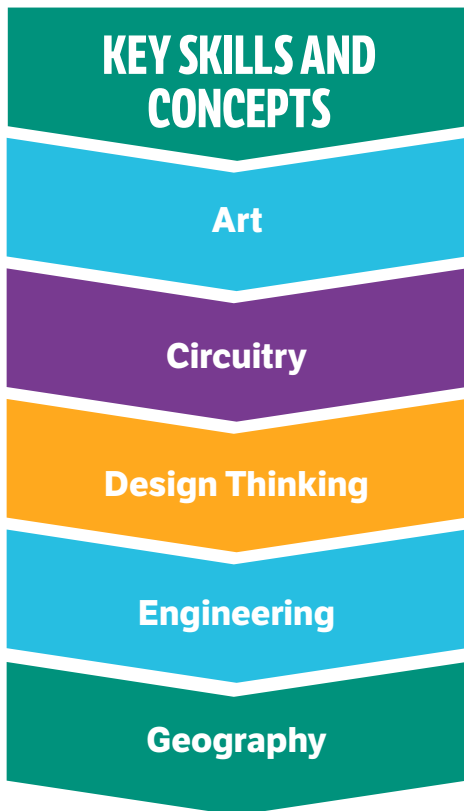 KEY SKILLS AND
CONCEPTS
Art
Circuitry
Design Thinking
Engineering
Geography